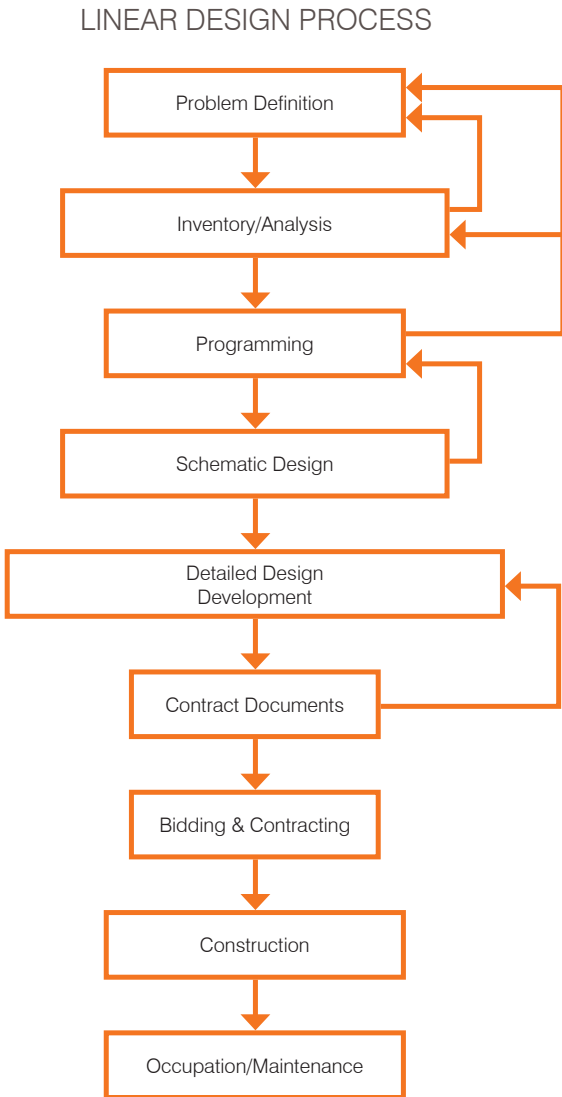 LINEAR DESIGN PROCESS
Problem Definition
Inventory/Analysis
Programming
Schematic Design
Detailed Design
Development
Contract Documents
Bidding & Contracting
Construction
Occupation/Maintenance